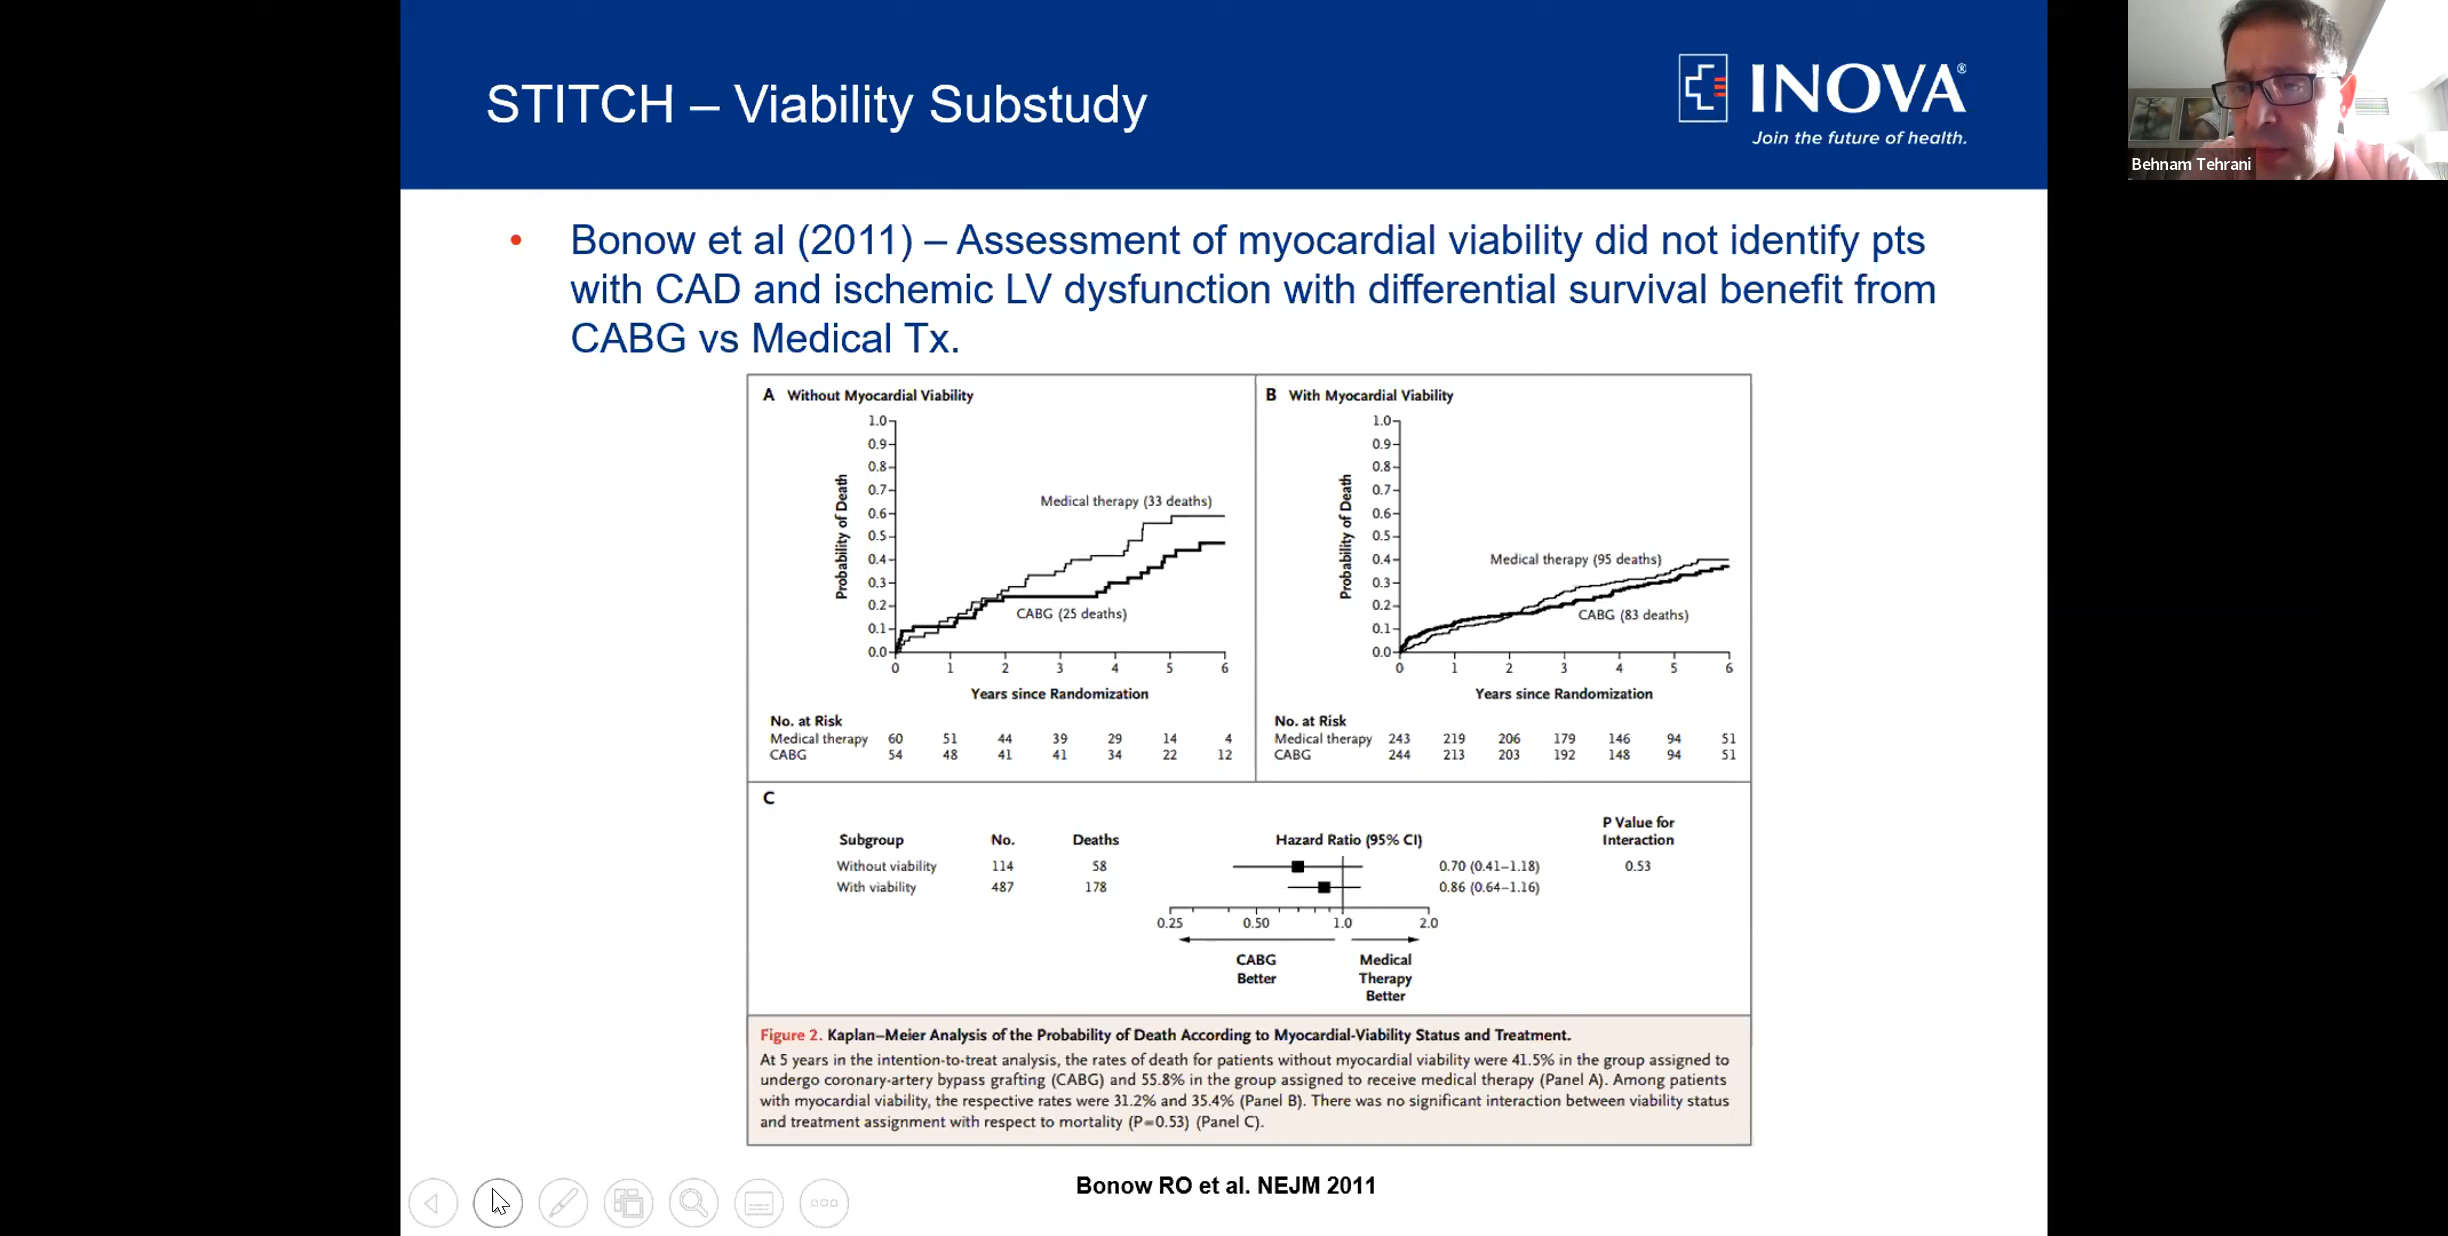 STITCH – Viability Substudy
INOVA®
Join the future of health.
Behnam Tehrani
• Bonow et al (2011) – Assessment of myocardial viability did not identify pts
with CAD and ischemic LV dysfunction with differential survival benefit from
CABG vs Medical Tx.
A Without Myocardial Viability
1.0
0.9
0.8
0.7
0.6
0.5
0.4
0.3
0.2
0.1
0.0
Probability of Death
Medical therapy (33 deaths)
CABG (25 deaths)
0 1 2 3 4 5 6
Years since Randomization
No. at Risk
Medical therapy 60 51 44 39 29 14 4
CABG 54 48 41 41 34 22 12
B With Myocardial Viability
1.0
0.9
0.8
0.7
0.6
0.5
0.4
0.3
0.2
0.1
0.0
Probability of Death
Medical therapy (95 deaths)
CABG (83 deaths)
0 1 2 3 4 5 6
Years since Randomization
No. at Risk
Medical therapy 243 219 206 179 146 94 51
CABG 244 213 203 192 148 94 51
C
Subgroup No. Deaths Hazard Ratio (95% CI) P Value for
Interaction
Without viability 114 58 0.70 (0.41–1.18) 0.53
With viability 487 178 0.86 (0.64–1.16)
0.25 0.50 1.0 2.0
CABG
Better
Medical
Therapy
Better
Figure 2. Kaplan–Meier Analysis of the Probability of Death According to Myocardial-Viability Status and Treatment.
At 5 years in the intention-to-treat analysis, the rates of death for patients without myocardial viability were 41.5% in the group assigned to
undergo coronary-artery bypass grafting (CABG) and 55.8% in the group assigned to receive medical therapy (Panel A). Among patients
with myocardial viability, the respective rates were 31.2% and 35.4% (Panel B). There was no significant interaction between viability status
and treatment assignment with respect to mortality (P=0.53) (Panel C).
Bonow RO et al. NEJM 2011